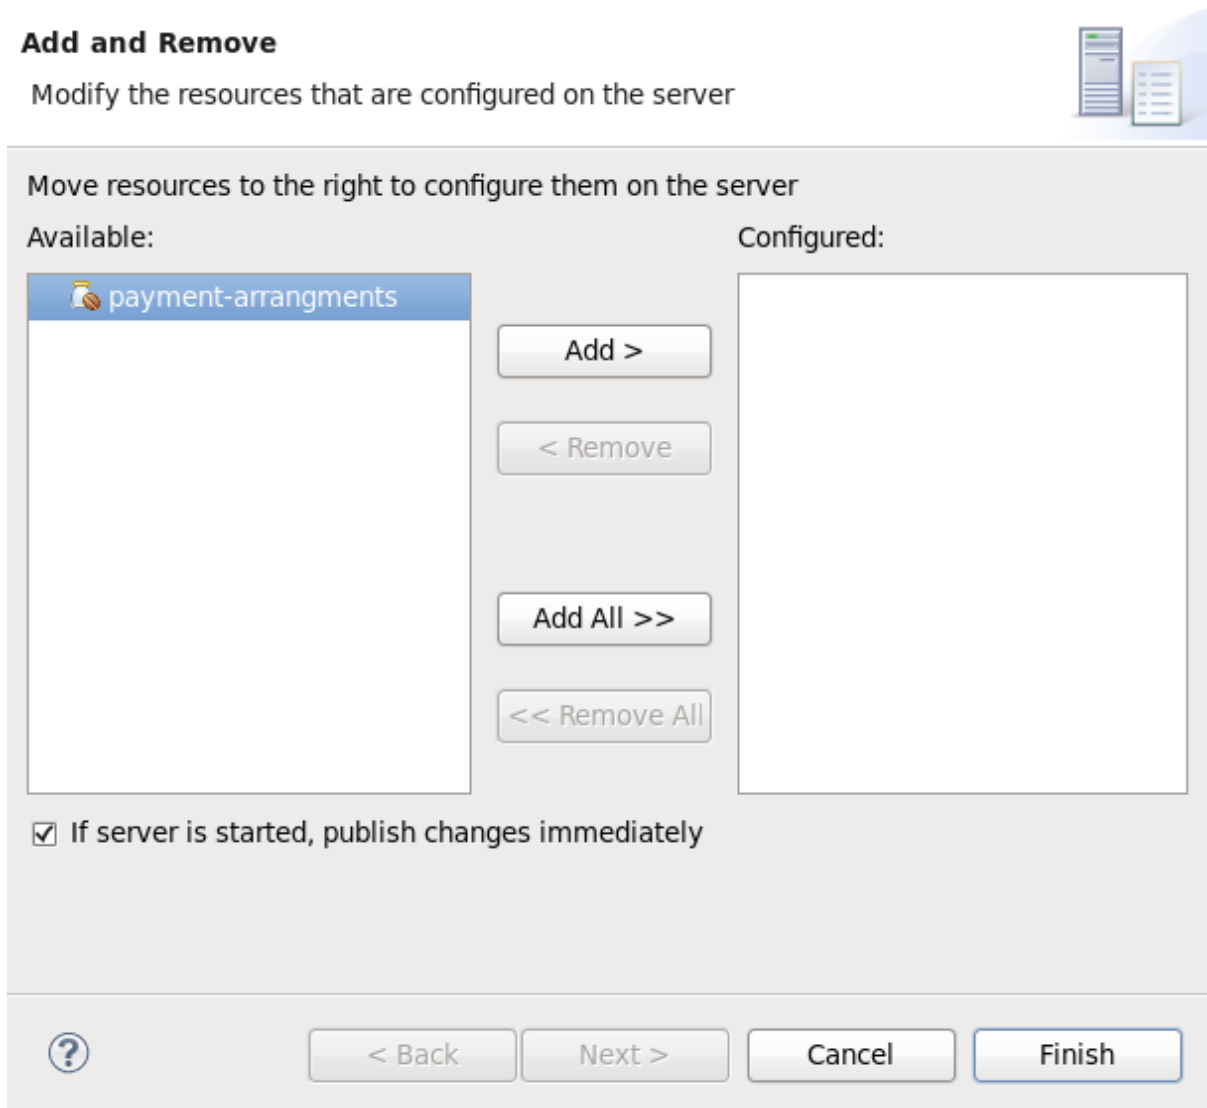 Add and Remove
Modify the resources that are configured on the server
Move resources to the right to configure them on the server
Available:
Configured:
payment-arrangments
Add >
< Remove
Add All >>
<< Remove All
If server is started, publish changes immediately
?
< Back
Next >
Cancel
Finish